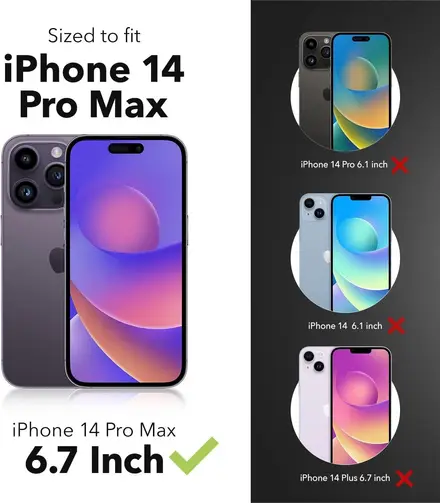 Sized to fit
iPhone 14
Pro Max
iPhone 14 Pro Max
6.7 Inch
iPhone 14 Pro 6.1 inch
iPhone 14 6.1 inch
iPhone 14 Plus 6.7 inch